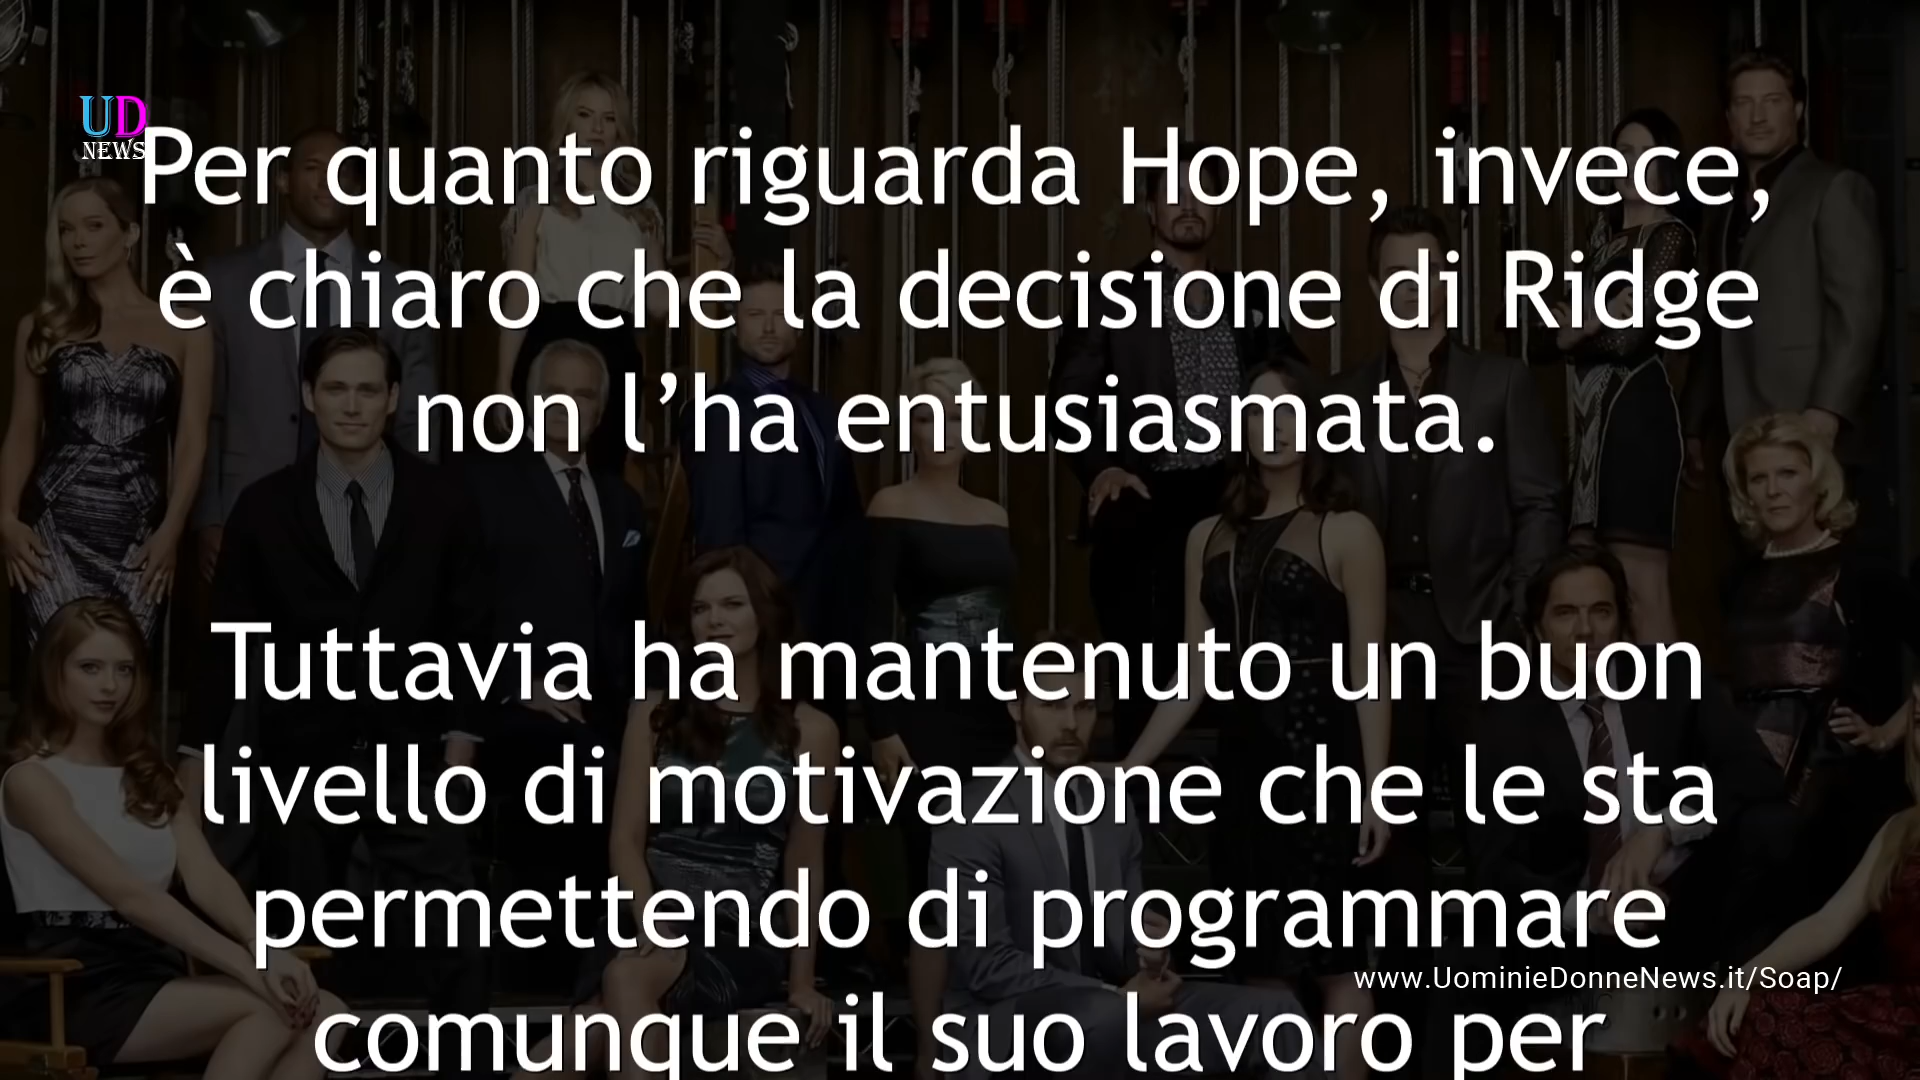 UD
NEWS
Per quanto riguarda Hope, invece,
è chiaro che la decisione di Ridge
non l’ha entusiasmata.
Tuttavia ha mantenuto un buon
livello di motivazione che le sta
permettendo di programmare
www.UominieDonneNews.it/Soap/
comunque il suo lavoro per